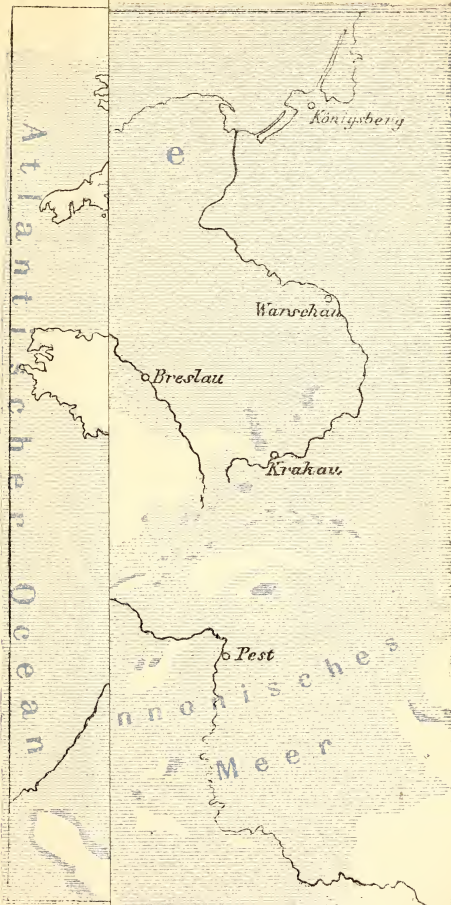 Königsberg
e
Atlantischer Ocean
Warschau
Breslau
Krakau
Pest
nnonisches
Meer